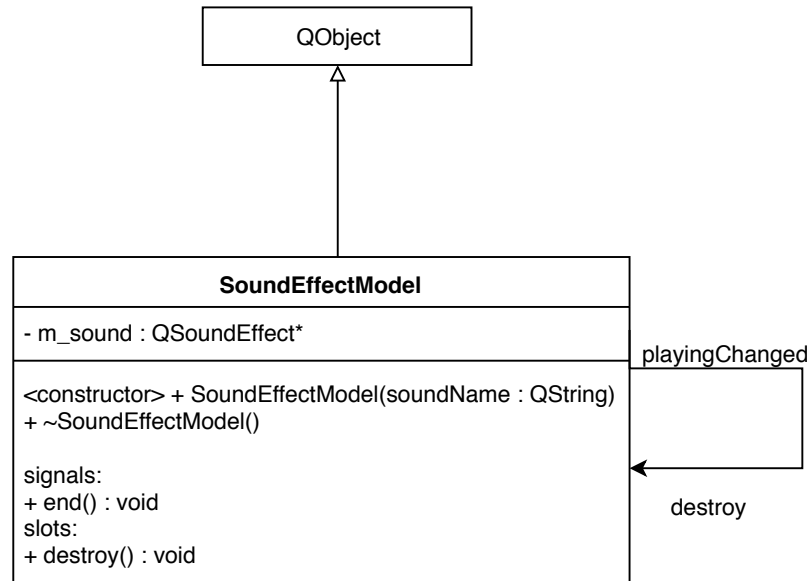 QObject
SoundEffectModel
- m_sound : QSoundEffect*
playingChanged
<constructor> + SoundEffectModel(soundName : QString)
+ ~SoundEffectModel()
signals:
+ end() : void
slots:
+ destroy() : void
destroy